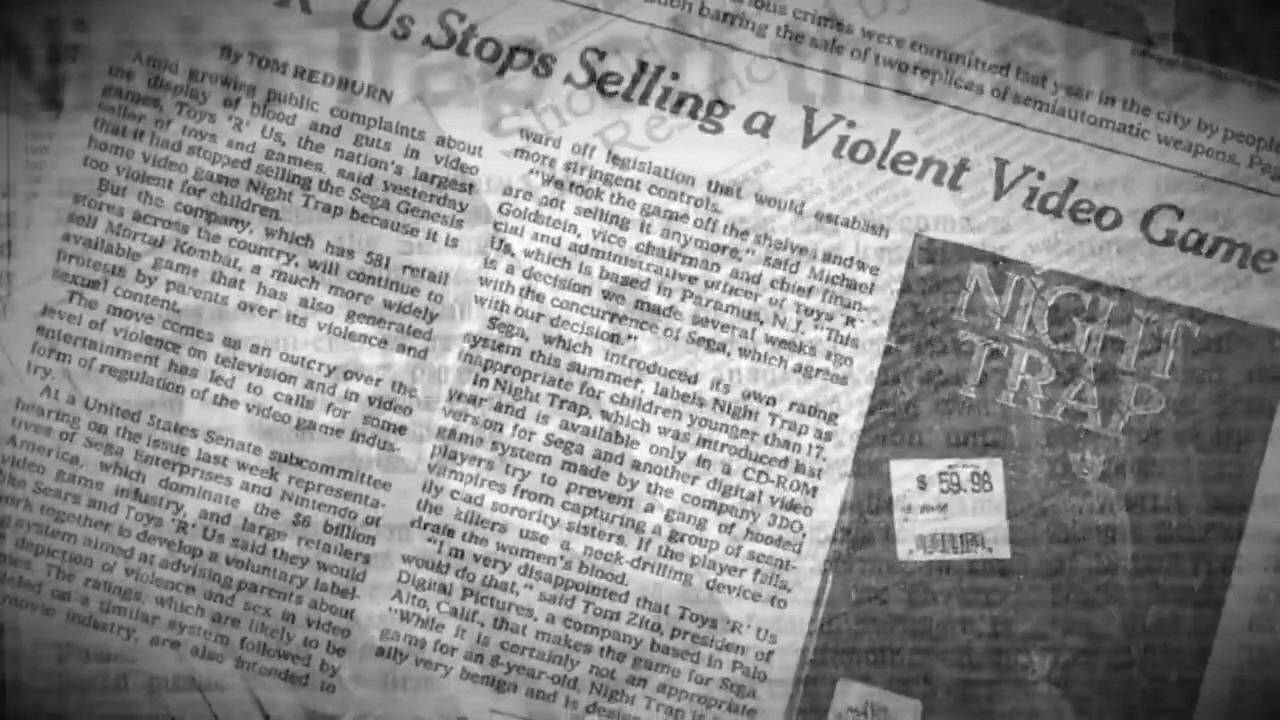 ious crimes were committed last year in the city by people
barring the sale of two replicas of semiautomatic weapons. Pag
R' Us Stops Selling a Violent Video Game
By TOM REDBURN
Amid growing public complaints about
the display of blood and guts in video
games, Toys 'R' Us, the nation's largest
seller of toys and games, said yesterday
that it had stopped selling the Sega Genesis
home video game Night Trap because it is
too violent for children.
But the company, which has 581 retail
stores across the country, will continue to
sell Mortal Kombat, a much more widely
available game that has also generated
protests by parents over its violence and
sexual content.
The move comes as an outcry over the
level of violence on television and in video
entertainment has led to calls for some
form of regulation of the video game indus-
try.
At a United States Senate subcommittee
hearing on the issue last week representa-
tives of Sega Enterprises and Nintendo of
America, which dominate the $6 billion
video game industry, and large retailers
like Sears and Toys 'R' Us said they would
work together to develop a voluntary label-
system aimed at advising parents about
depiction of violence and sex in video
The ratings, which are likely to be
on a similar system followed by
movie industry, are also intended to
ward off legislation that would establish
more stringent controls.
"We took the game off the shelves and we
are not selling it anymore," said Michael
Goldstein, vice chairman and chief finan-
cial and administrative officer of Toys 'R'
Us, which is based in Paramus, N.J. "This
is a decision we made several weeks ago
with the concurrence of Sega, which agrees
with our decision."
Sega, which introduced its own rating
system this summer, labels Night Trap as
inappropriate for children younger than 17.
In Night Trap, which was introduced last
year and is available only in a CD-ROM
version for Sega and another digital video
game system made by the company 3DO,
players try to prevent a gang of hooded
vampires from capturing a group of scant-
ily clad sorority sisters. If the player fails,
the killers use a neck-drilling device to
drain the women's blood.
"I'm very disappointed that Toys 'R' Us
would do that," said Tom Zito, president of
Digital Pictures, a company based in Palo
Alto, Calif., that makes the game for Sega.
"While it is certainly not an appropriate
game for an 8-year-old, Night Trap is
ally very benign and is
NIGHT
TRAP
$ 59.98